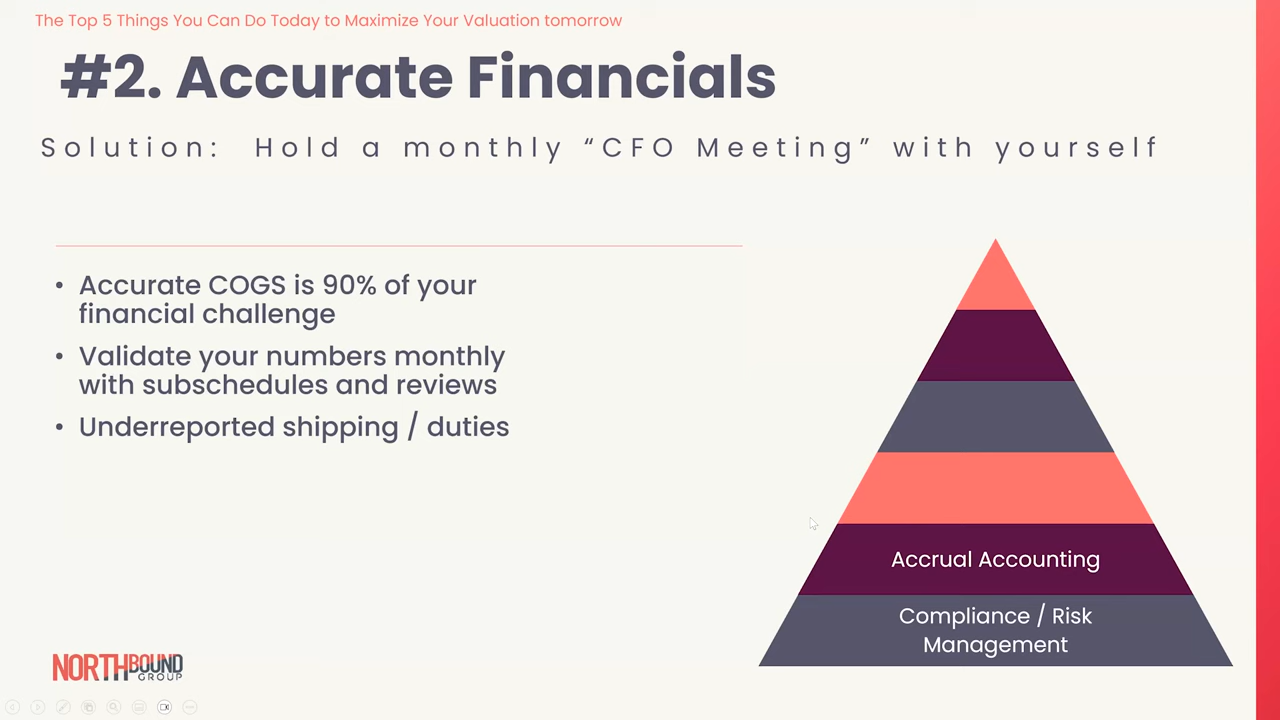 The Top 5 Things You Can Do Today to Maximize Your Valuation tomorrow
#2. Accurate Financials
Solution: Hold a monthly “CFO Meeting” with yourself
• Accurate COGS is 90% of your
financial challenge
• Validate your numbers monthly
with subschedules and reviews
• Underreported shipping / duties
Accrual Accounting
Compliance / Risk
Management
NORTHBOUND
GROUP